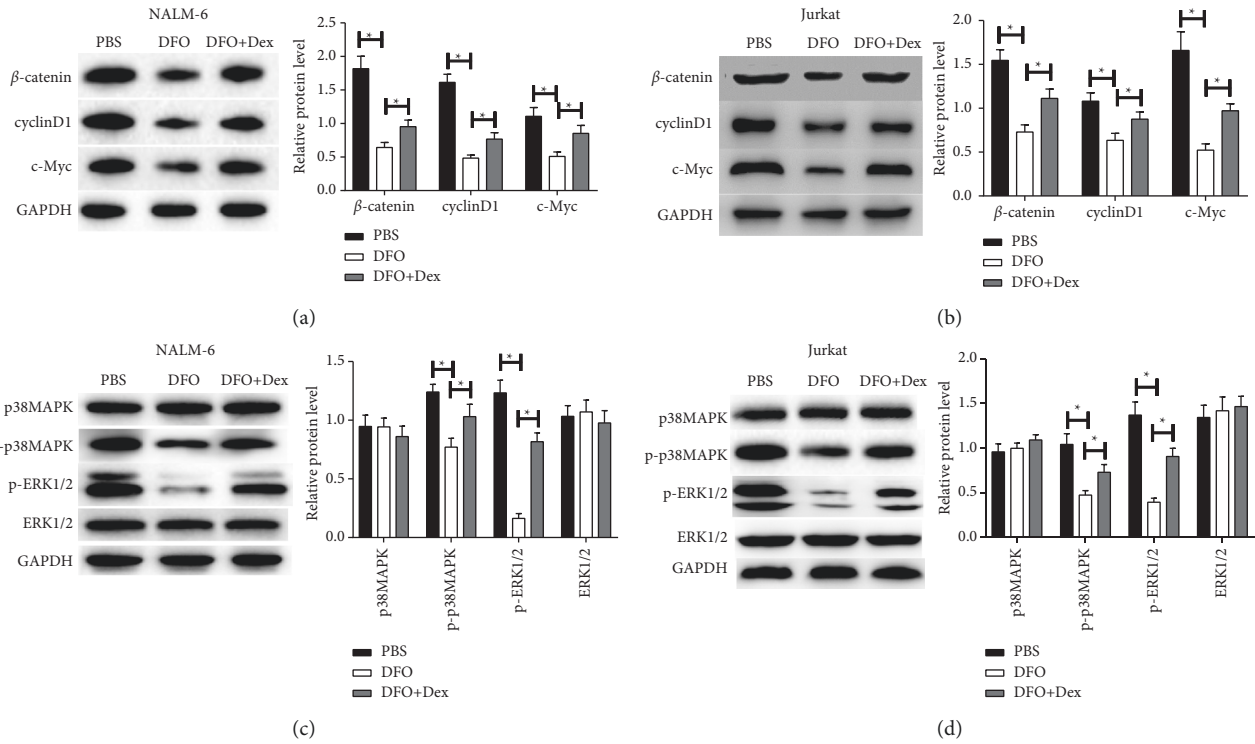 NALM-6
PBS DFO DFO+Dex
β-catenin
cyclinD1
c-Myc
GAPDH
Relative protein level
2.0
1.5
1.0
0.5
0.0
* * * * * *
β-catenin cyclinD1 c-Myc
PBS
DFO
DFO+Dex
(a)
Jurkat
PBS DFO DFO+Dex
β-catenin
cyclinD1
c-Myc
GAPDH
Relative protein level
2.0
1.5
1.0
0.5
0.0
* * * * * *
β-catenin cyclinD1 c-Myc
PBS
DFO
DFO+Dex
(b)
NALM-6
PBS DFO DFO+Dex
p38MAPK
-p38MAPK
p-ERK1/2
ERK1/2
GAPDH
Relative protein level
1.5
1.0
0.5
0.0
* * * *
p38MAPK
p-p38MAPK
p-ERK1/2
ERK1/2
PBS
DFO
DFO+Dex
(c)
Jurkat
PBS DFO DFO+Dex
p38MAPK
p-p38MAPK
p-ERK1/2
ERK1/2
GAPDH
Relative protein level
2.0
1.5
1.0
0.5
0.0
* * * *
p38MAPK
p-p38MAPK
p-ERK1/2
ERK1/2
PBS
DFO
DFO+Dex
(d)